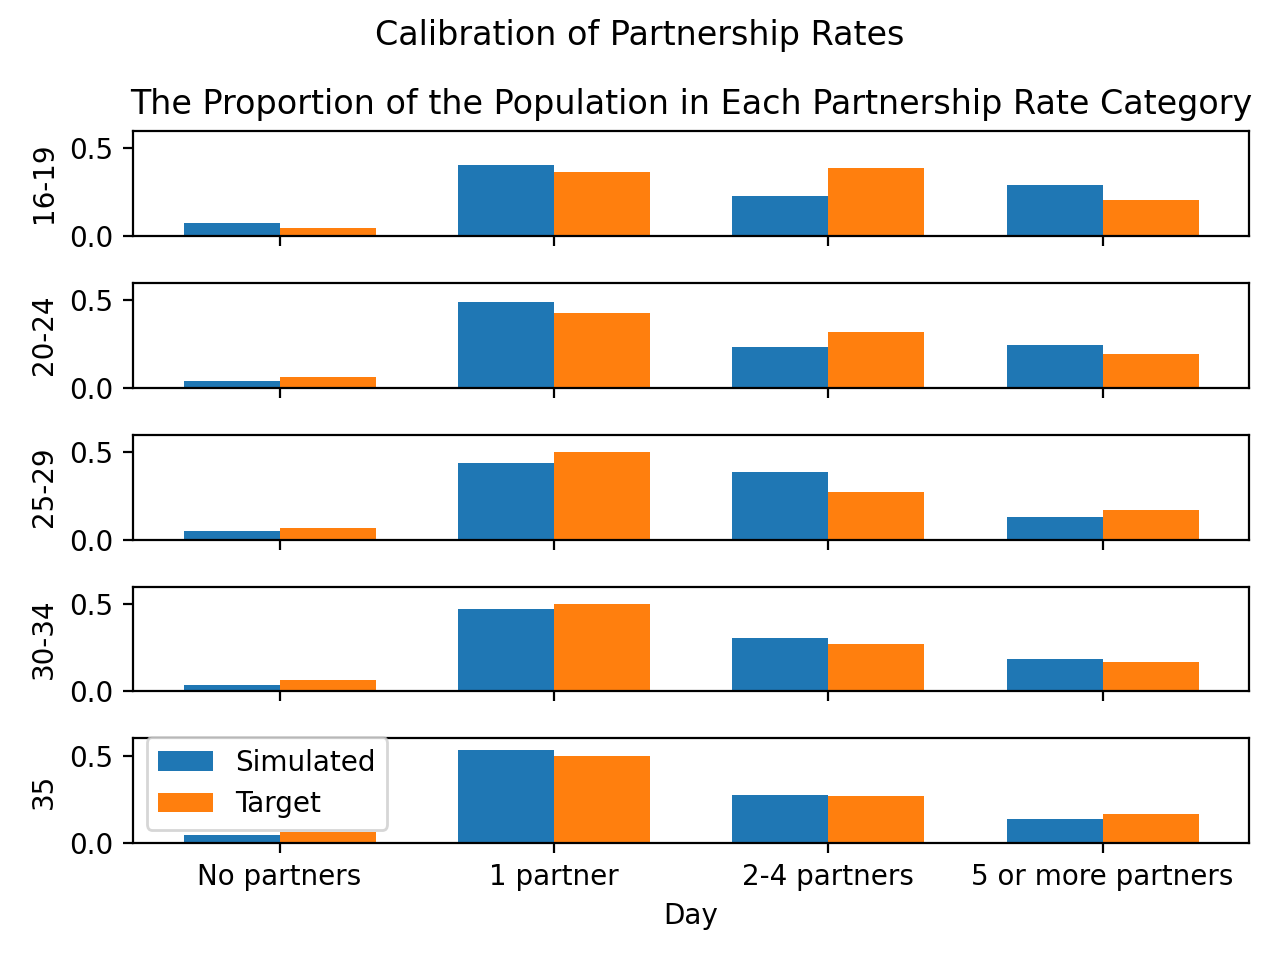 Calibration of Partnership Rates
The Proportion of the Population in Each Partnership Rate Category
0.5
16-19
0.0
0.5
20-24
0.0
0.5
25-29
0.0
0.5
30-34
0.0
0.5
35
0.0
Simulated
Target
No partners
1 partner
2-4 partners
5 or more partners
Day